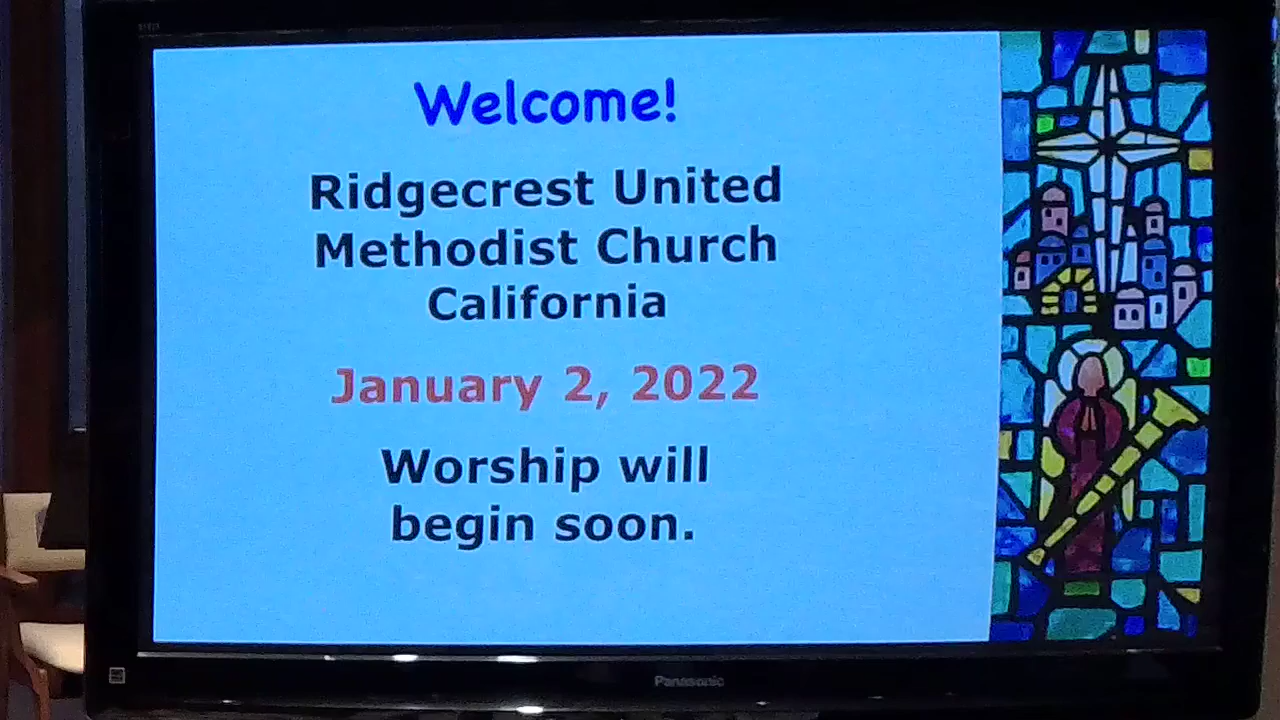 Welcome!
Ridgecrest United
Methodist Church
California
January 2, 2022
Worship will
begin soon.
Panasonic